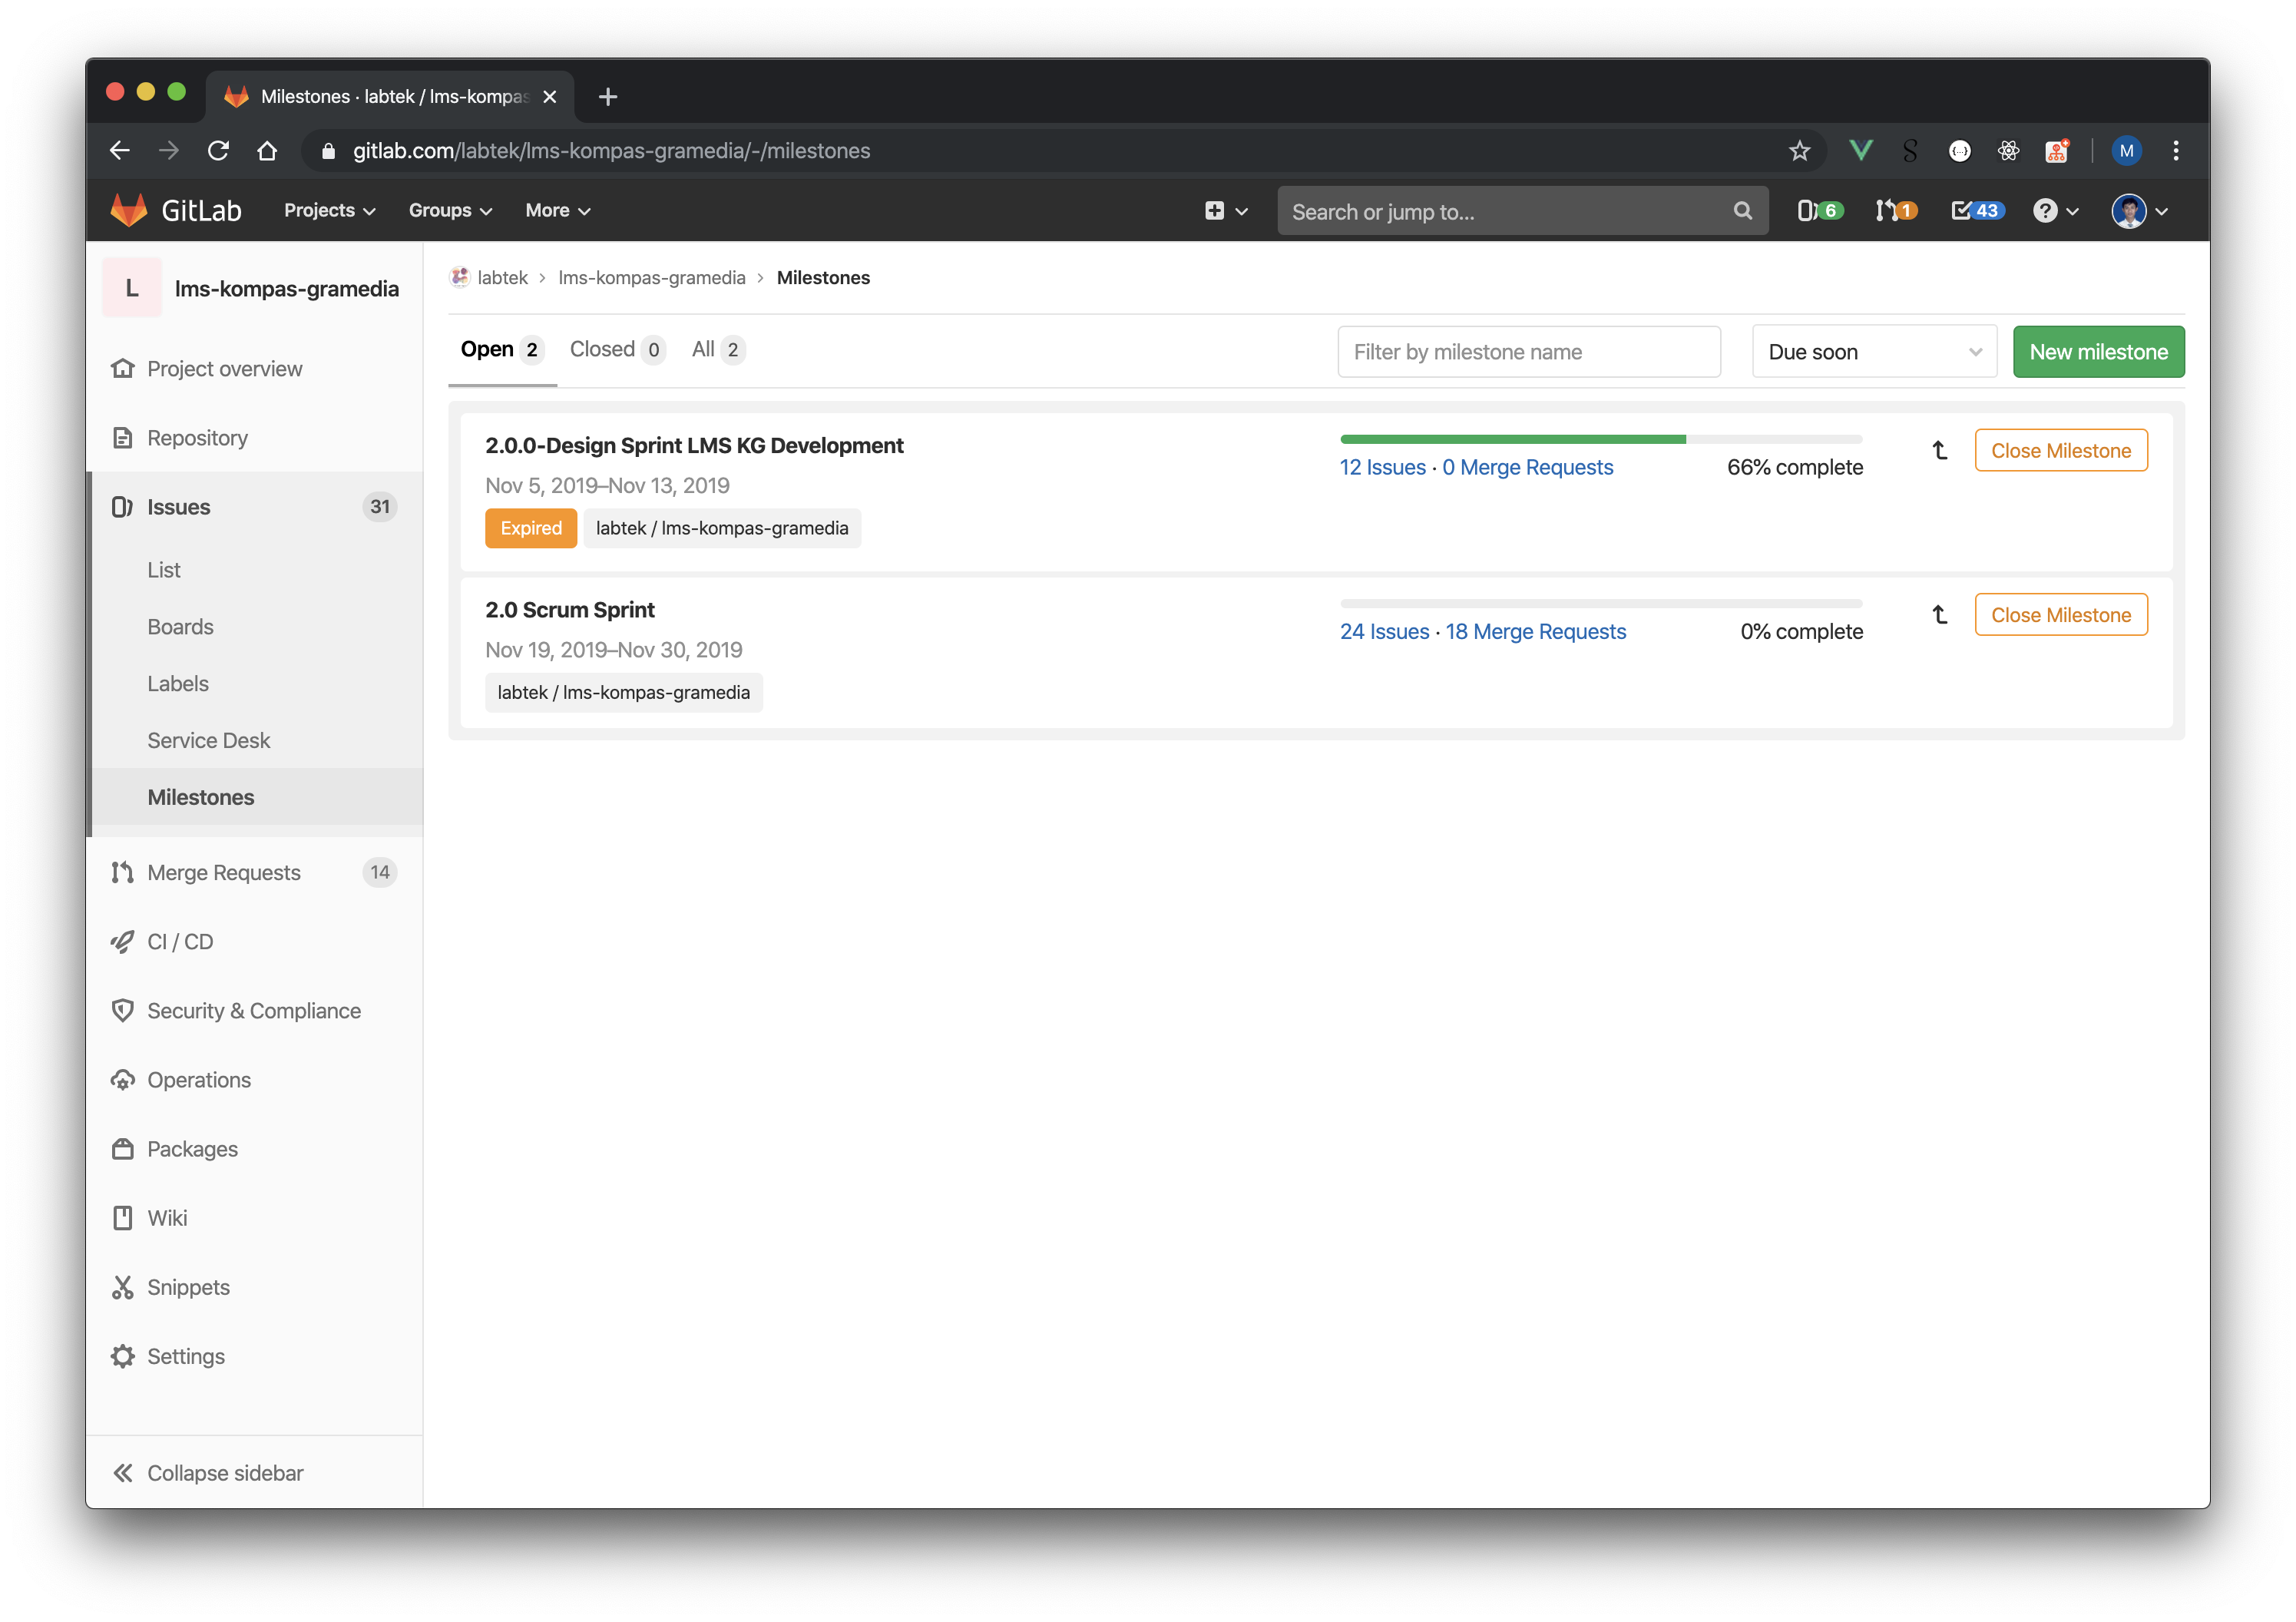 Milestones · labtek / lms-kompas
gitlab.com/labtek/lms-kompas-gramedia/-/milestones
M
GitLab Projects Groups More Search or jump to... 6 1 43
L lms-kompas-gramedia
Project overview
Repository
Issues 31
List
Boards
Labels
Service Desk
Milestones
Merge Requests 14
CI / CD
Security & Compliance
Operations
Packages
Wiki
Snippets
Settings
Collapse sidebar
labtek › lms-kompas-gramedia › Milestones
Open 2 Closed 0 All 2 Filter by milestone name Due soon New milestone
2.0.0-Design Sprint LMS KG Development
Nov 5, 2019–Nov 13, 2019
Expired labtek / lms-kompas-gramedia
12 Issues · 0 Merge Requests 66% complete
Close Milestone
2.0 Scrum Sprint
Nov 19, 2019–Nov 30, 2019
labtek / lms-kompas-gramedia
24 Issues · 18 Merge Requests 0% complete
Close Milestone